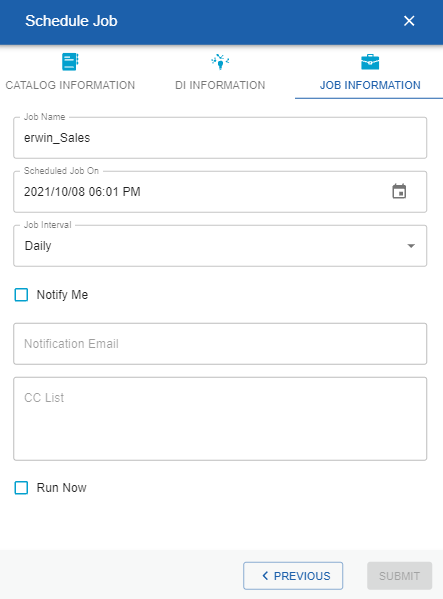 Schedule Job
CATALOG INFORMATION
DI INFORMATION
JOB INFORMATION
Job Name
erwin_Sales
Scheduled Job On
2021/10/08 06:01 PM
Job Interval
Daily
Notify Me
Notification Email
CC List
Run Now
PREVIOUS
SUBMIT